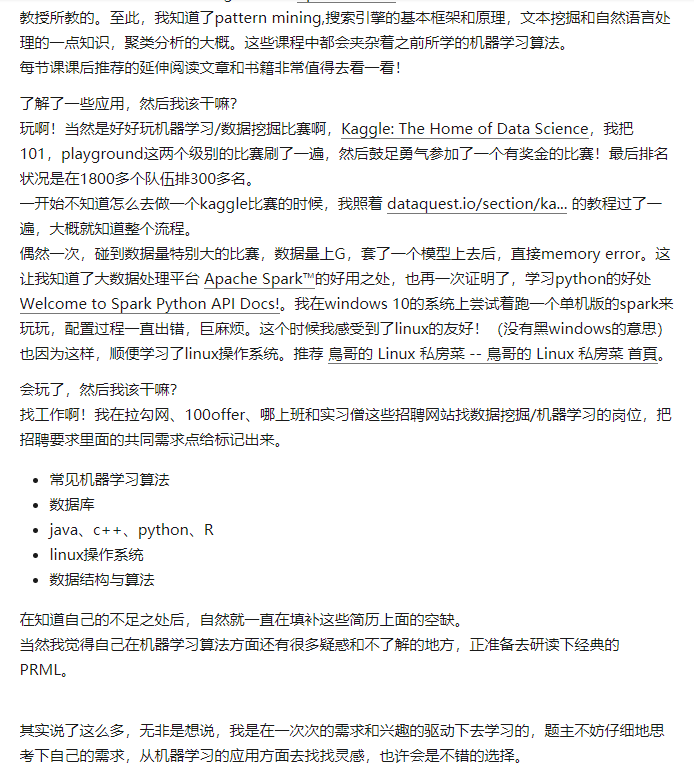 教授所教的。至此，我知道了pattern mining,搜索引擎的基本框架和原理，文本挖掘和自然语言处
理的一点知识，聚类分析的大概。这些课程中都会夹杂着之前所学的机器学习算法。
每节课课后推荐的延伸阅读文章和书籍非常值得去看一看！
了解了一些应用，然后我该干嘛？
玩啊！当然是好好玩机器学习/数据挖掘比赛啊，Kaggle: The Home of Data Science，我把
101，playground这两个级别的比赛刷了一遍，然后鼓足勇气参加了一个有奖金的比赛！最后排名
状况是在1800多个队伍排300多名。
一开始不知道怎么去做一个kaggle比赛的时候，我照着 dataquest.io/section/ka... 的教程过了一
遍，大概就知道整个流程。
偶然一次，碰到数据量特别大的比赛，数据量上G，套了一个模型上去后，直接memory error。这
让我知道了大数据处理平台 Apache Spark™的好用之处，也再一次证明了，学习python的好处
Welcome to Spark Python API Docs!。我在windows 10的系统上尝试着跑一个单机版的spark来
玩玩，配置过程一直出错，巨麻烦。这个时候我感受到了linux的友好！（没有黑windows的意思）
也因为这样，顺便学习了linux操作系统。推荐 鳥哥的 Linux 私房菜 -- 鳥哥的 Linux 私房菜 首頁。
会玩了，然后我该干嘛？
找工作啊！我在拉勾网、100offer、哪上班和实习僧这些招聘网站找数据挖掘/机器学习的岗位，把
招聘要求里面的共同需求点给标记出来。
• 常见机器学习算法
• 数据库
• java、c++、python、R
• linux操作系统
• 数据结构与算法
在知道自己的不足之处后，自然就一直在填补这些简历上面的空缺。
当然我觉得自己在机器学习算法方面还有很多疑惑和不了解的地方，正准备去研读下经典的
PRML。
其实说了这么多，无非是想说，我是在一次次的需求和兴趣的驱动下去学习的，题主不妨仔细地思
考下自己的需求，从机器学习的应用方面去找找灵感，也许会是不错的选择。